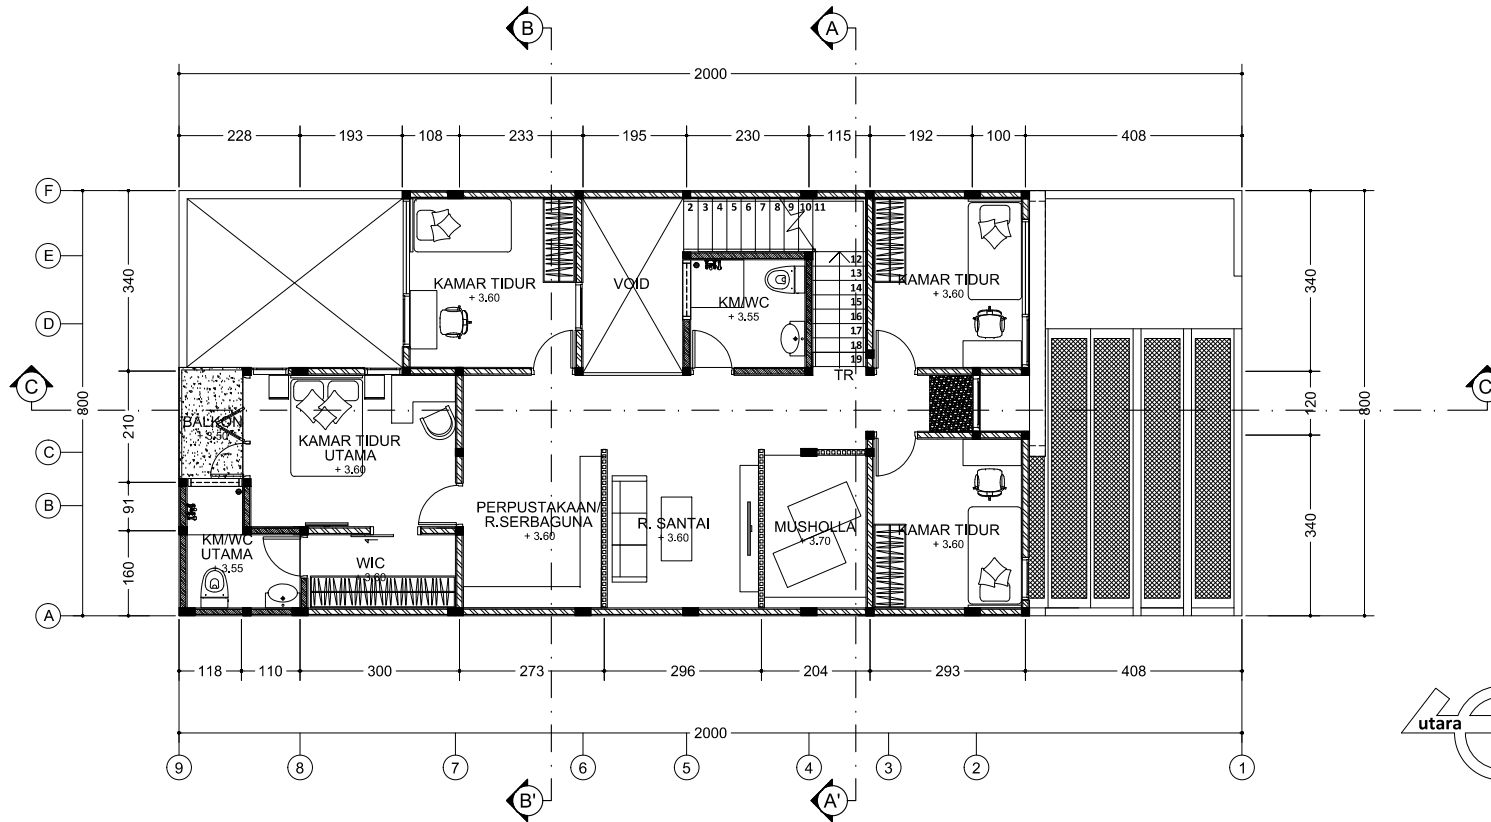 B
A
2000
228
193
108
233
195
230
115
192
100
408
F
E
D
C
B
A
800
340
210
91
160
2 3 4 5 6 7 8 9 10 11
12
13
14
15
16
17
18
19
TR
KAMAR TIDUR
+ 3.60
VOID
KM/WC
+ 3.55
KAMAR TIDUR
+ 3.60
340
120
340
800
C
C'
BALKON
+ 3.50
KAMAR TIDUR
UTAMA
+ 3.60
PERPUSTAKAAN/
R.SERBAGUNA
+ 3.60
R. SANTAI
+ 3.60
MUSHOLLA
+ 3.70
KAMAR TIDUR
+ 3.60
KM/WC
UTAMA
+ 3.55
WIC
+ 3.60
118
110
300
273
296
204
293
408
2000
9
8
7
6
5
4
3
2
1
B'
A'
utara